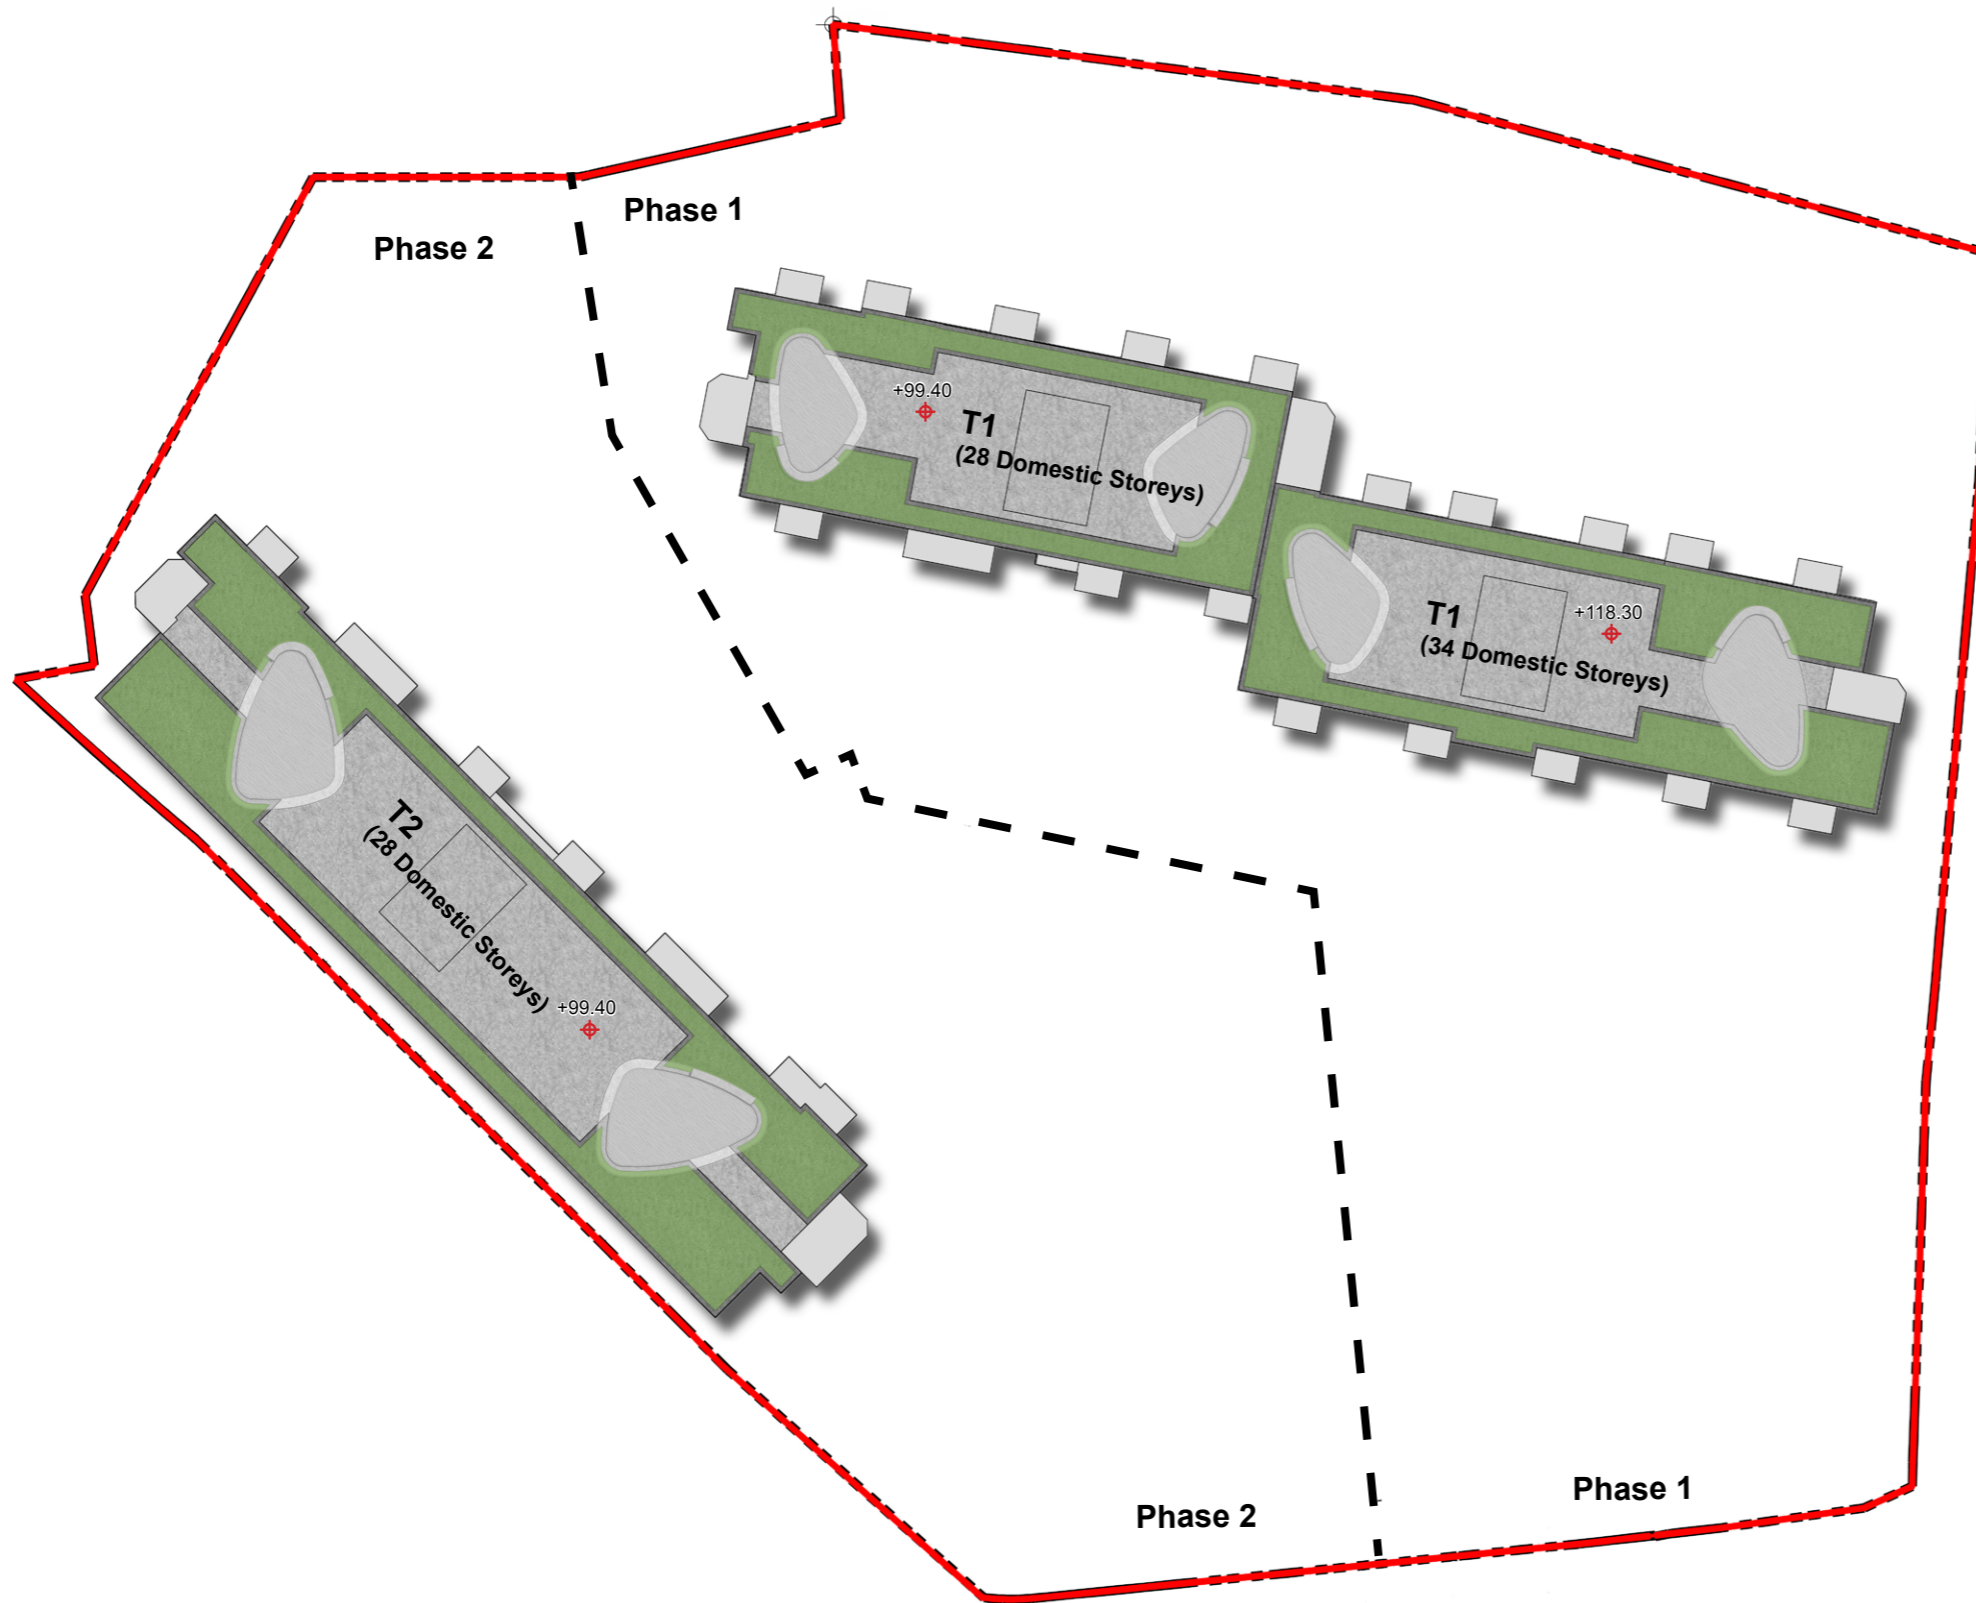 Phase 1
Phase 2
+99.40
T1
(28 Domestic Storeys)
T1
+118.30
(34 Domestic Storeys)
T2
(28 Domestic Storeys)
+99.40
Phase 1
Phase 2